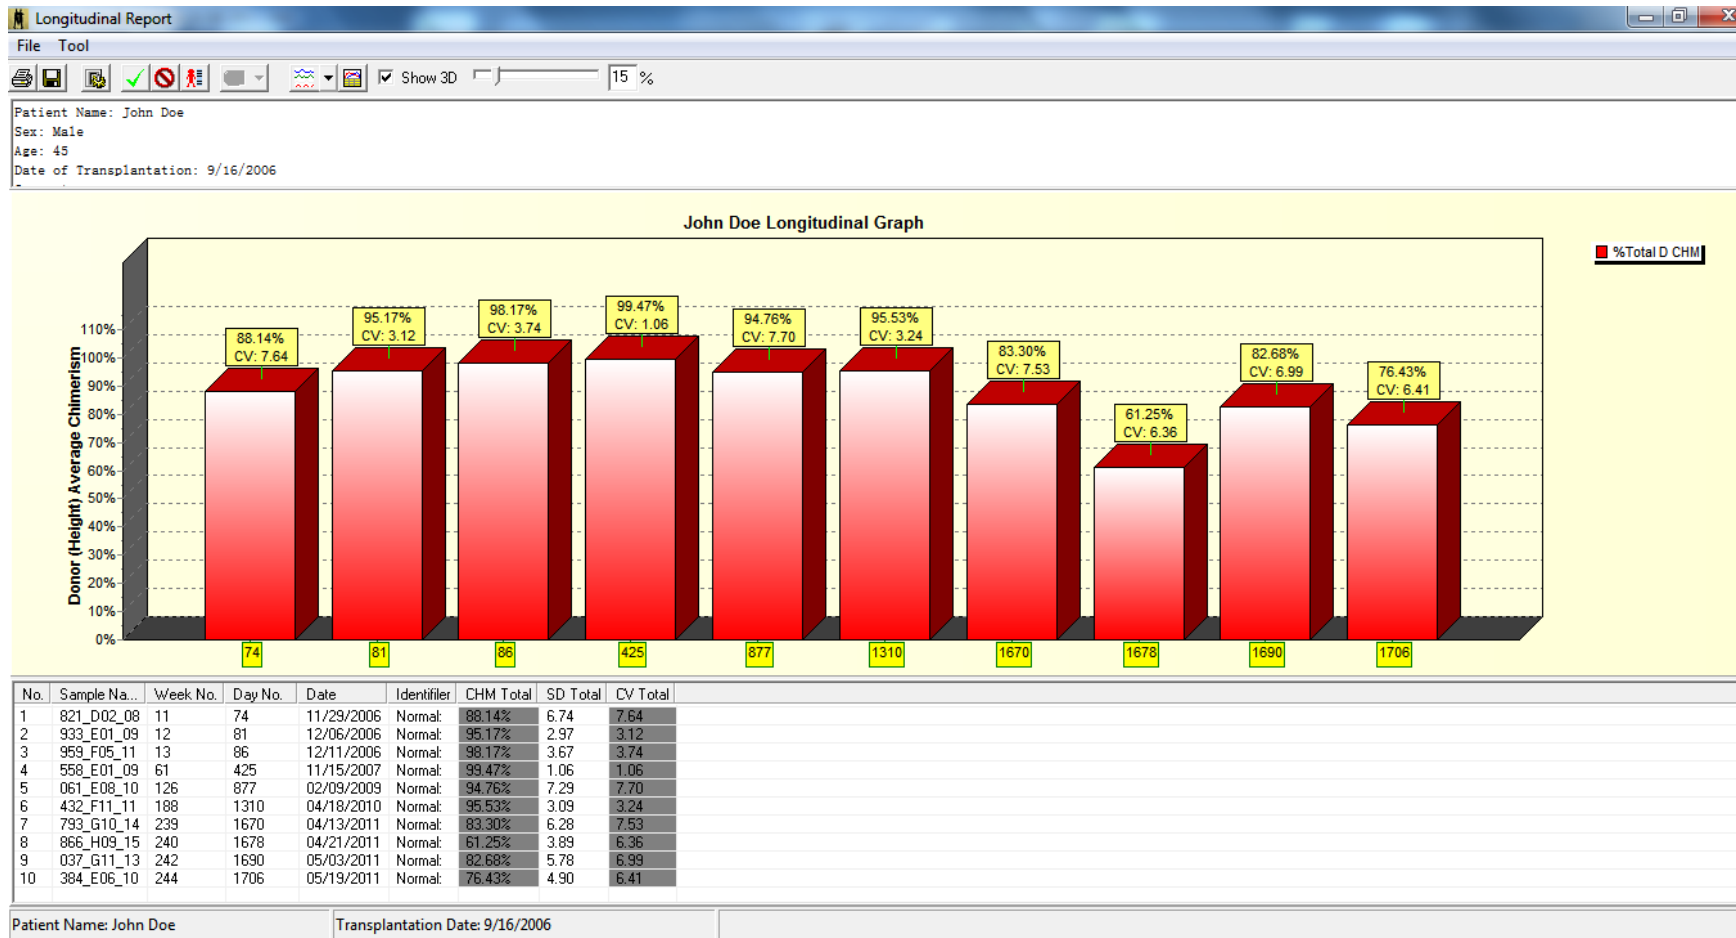 Longitudinal Report
File Tool
Show 3D 15 %
Patient Name: John Doe
Sex: Male
Age: 45
Date of Transplantation: 9/16/2006
John Doe Longitudinal Graph
%Total D CHM
Donor (Height) Average Chimerism
110%
100%
90%
80%
70%
60%
50%
40%
30%
20%
10%
0%
88.14%
CV: 7.64
95.17%
CV: 3.12
98.17%
CV: 3.74
99.47%
CV: 1.06
94.76%
CV: 7.70
95.53%
CV: 3.24
83.30%
CV: 7.53
61.25%
CV: 6.36
82.68%
CV: 6.99
76.43%
CV: 6.41
74 81 86 425 877 1310 1670 1678 1690 1706
No. Sample Na... Week No. Day No. Date Identifiler CHM Total SD Total CV Total
1 821_D02_08 11 74 11/29/2006 Normal: 88.14% 6.74 7.64
2 933_E01_09 12 81 12/06/2006 Normal: 95.17% 2.97 3.12
3 959_F05_11 13 86 12/11/2006 Normal: 98.17% 3.67 3.74
4 558_E01_09 61 425 11/15/2007 Normal: 99.47% 1.06 1.06
5 061_E08_10 126 877 02/09/2009 Normal: 94.76% 7.29 7.70
6 432_F11_11 188 1310 04/18/2010 Normal: 95.53% 3.09 3.24
7 793_G10_14 239 1670 04/13/2011 Normal: 83.30% 6.28 7.53
8 866_H09_15 240 1678 04/21/2011 Normal: 61.25% 3.89 6.36
9 037_G11_13 242 1690 05/03/2011 Normal: 82.68% 5.78 6.99
10 384_E06_10 244 1706 05/19/2011 Normal: 76.43% 4.90 6.41
Patient Name: John Doe Transplantation Date: 9/16/2006